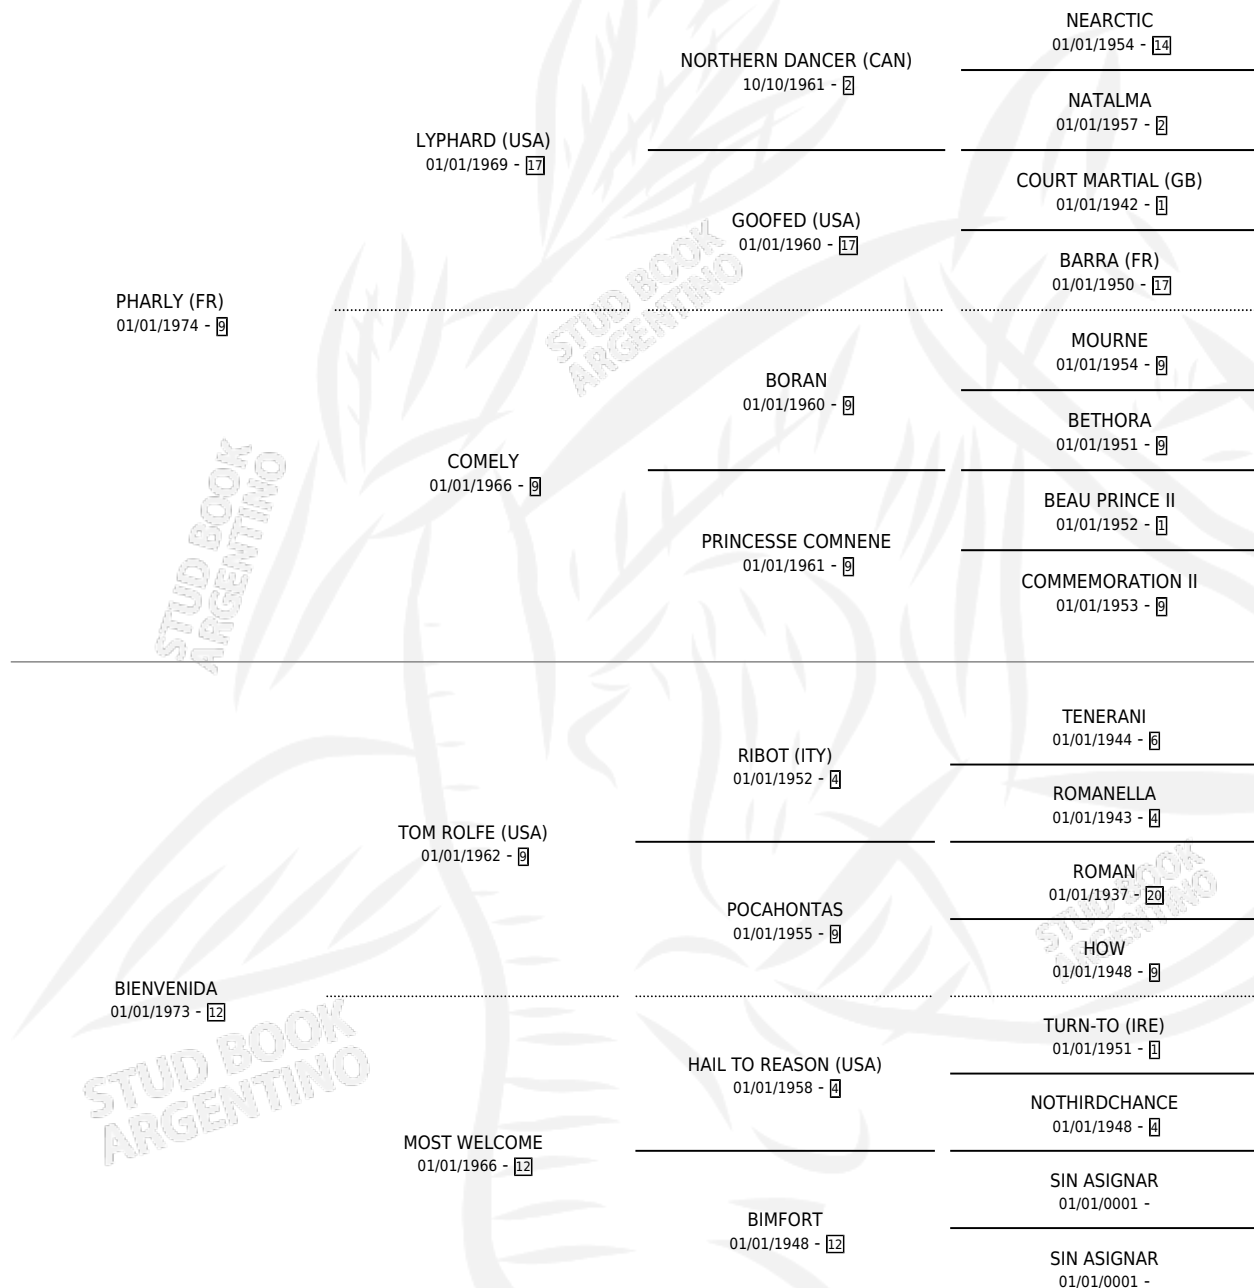 NEARCTIC
01/01/1954 - 14
NORTHERN DANCER (CAN)
10/10/1961 - 2
NATALMA
01/01/1957 - 2
LYPHARD (USA)
01/01/1969 - 17
COURT MARTIAL (GB)
01/01/1942 - 1
GOOFED (USA)
01/01/1960 - 17
BARRA (FR)
01/01/1950 - 17
PHARLY (FR)
01/01/1974 - 9
STUD BOOK
ARGENTINO
MOURNE
01/01/1954 - 9
BORAN
01/01/1960 - 9
BETHORA
01/01/1951 - 9
COMELY
01/01/1966 - 9
BEAU PRINCE II
01/01/1952 - 1
PRINCESSE COMNENE
01/01/1961 - 9
COMMEMORATION II
01/01/1953 - 9
STUD BOOK
ARGENTINO
TENERANI
01/01/1944 - 6
RIBOT (ITY)
01/01/1952 - 4
ROMANELLA
01/01/1943 - 4
TOM ROLFE (USA)
01/01/1962 - 9
ROMAN
01/01/1937 - 20
POCAHONTAS
01/01/1955 - 9
STUD BOOK
ARGENTINO
HOW
01/01/1948 - 9
BIENVENIDA
01/01/1973 - 12
TURN-TO (IRE)
01/01/1951 - 1
HAIL TO REASON (USA)
01/01/1958 - 4
NOTHIRDCHANCE
01/01/1948 - 4
STUD BOOK
ARGENTINO
MOST WELCOME
01/01/1966 - 12
SIN ASIGNAR
01/01/0001 -
BIMFORT
01/01/1948 - 12
SIN ASIGNAR
01/01/0001 -